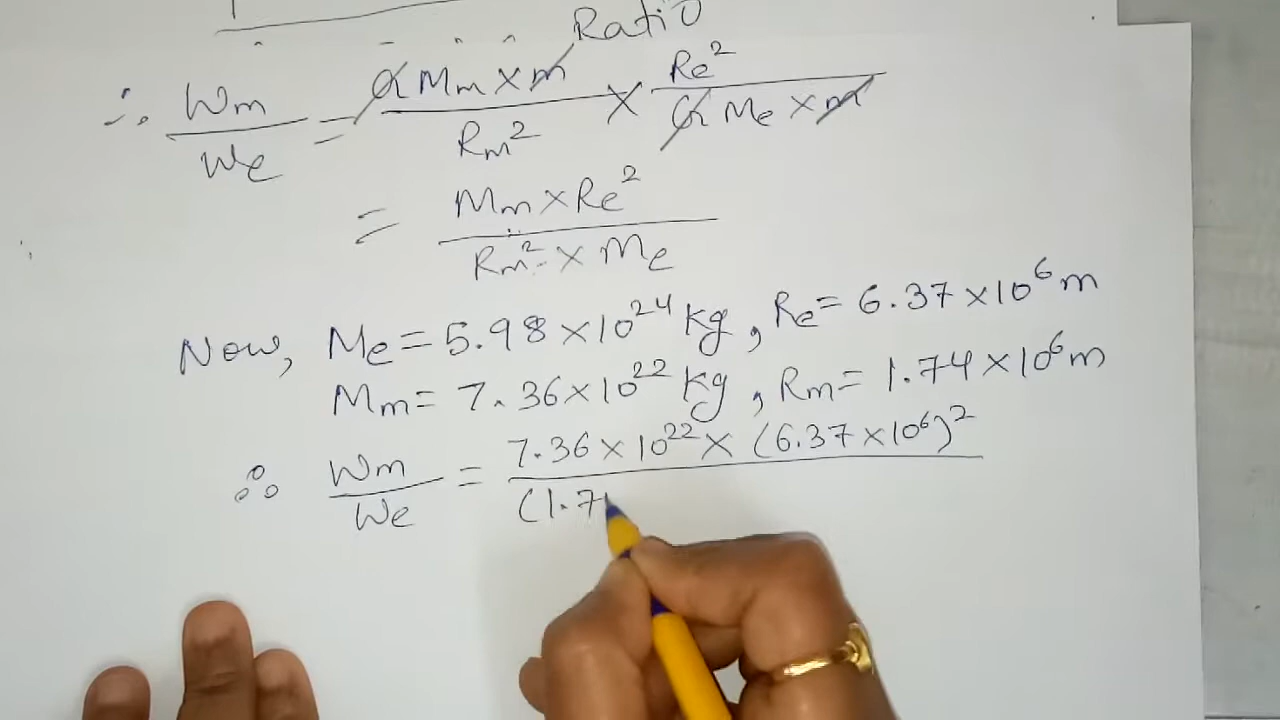 Ratio
∴ Wm/We = G Mm × m/Rm² × Re²/G Me × m
= Mm × Re²/Rm² × Me
Now, Me = 5.98 × 10²⁴ kg, Re = 6.37 × 10⁶ m
Mm = 7.36 × 10²² kg, Rm = 1.74 × 10⁶ m
∴ Wm/We = 7.36 × 10²² × (6.37 × 10⁶)²/(1.7